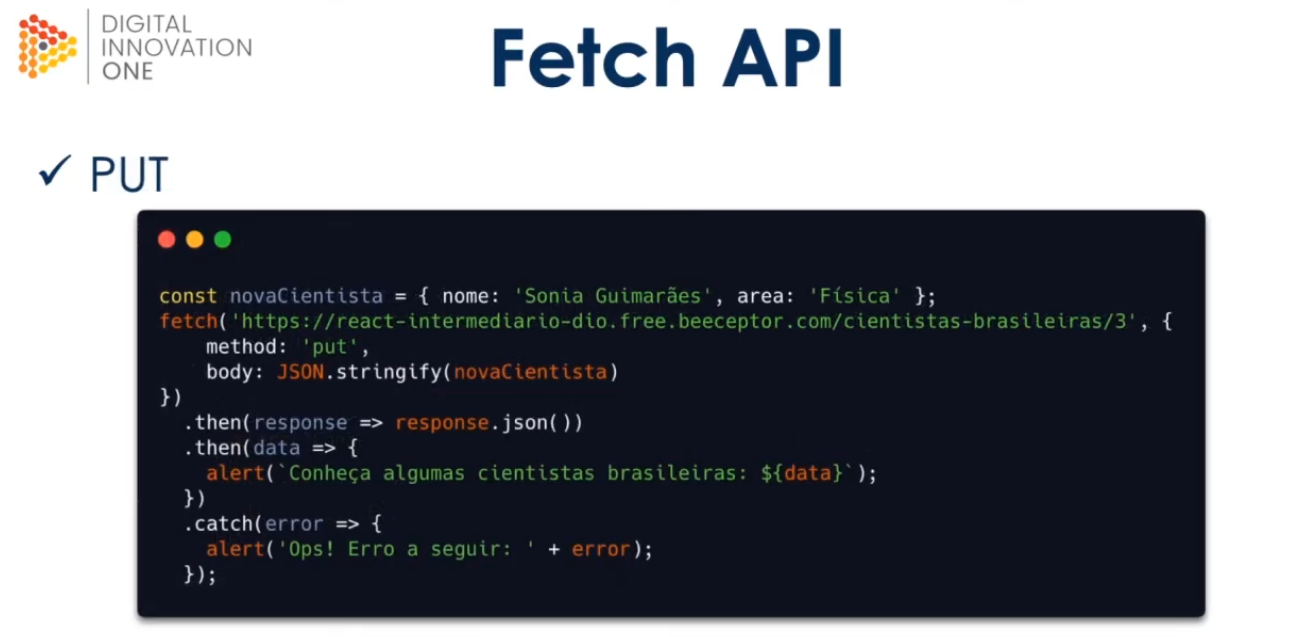 DIGITAL
INNOVATION
ONE
Fetch API
✓ PUT
const novaCientista = { nome: 'Sonia Guimarães', area: 'Física' };
fetch('https://react-intermediario-dio.free.beeceptor.com/cientistas-brasileiras/3', {
    method: 'put',
    body: JSON.stringify(novaCientista)
})
  .then(response => response.json())
  .then(data => {
    alert(`Conheça algumas cientistas brasileiras: ${data}`);
  })
  .catch(error => {
    alert('Ops! Erro a seguir: ' + error);
  });